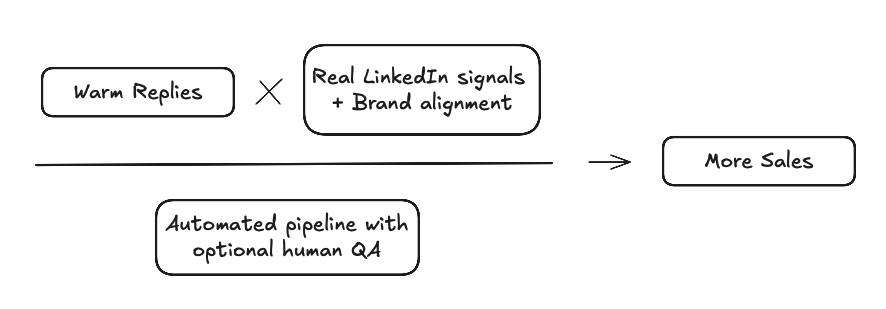 Warm Replies
Real LinkedIn signals
+ Brand alignment
More Sales
Automated pipeline with
optional human QA